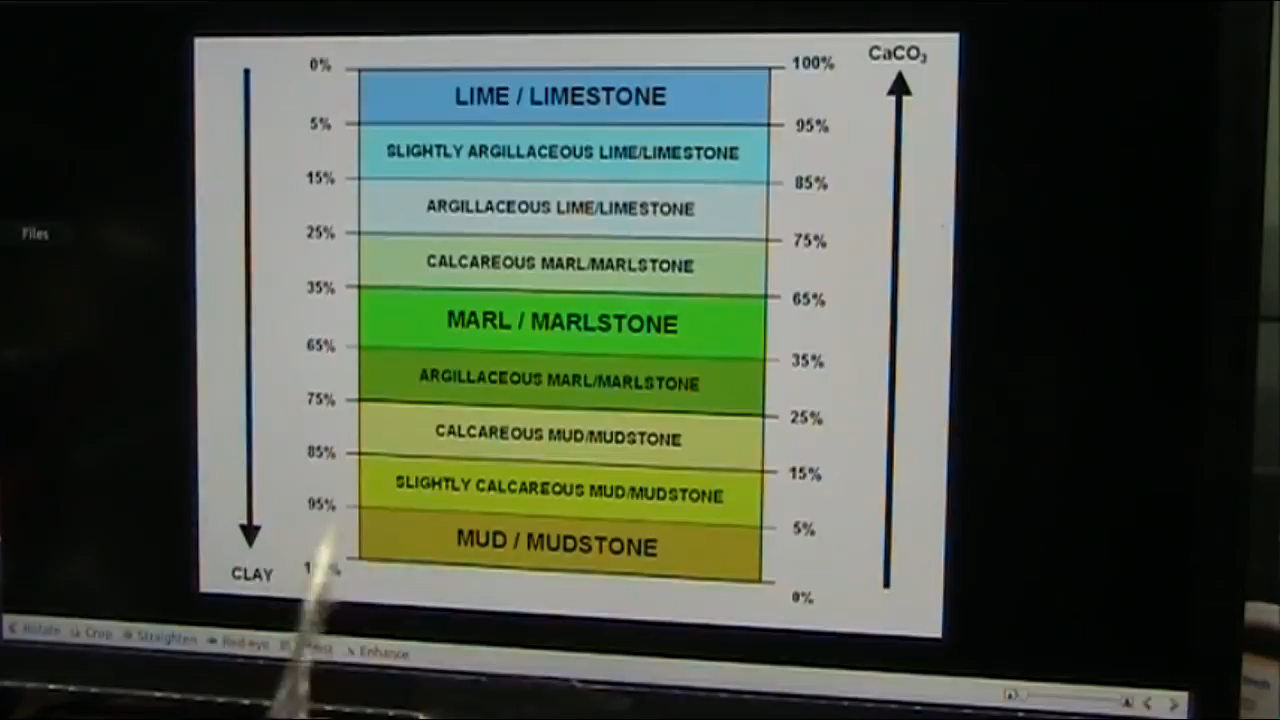 CaCO3
0%
100%
LIME / LIMESTONE
5%
95%
SLIGHTLY ARGILLACEOUS LIME/LIMESTONE
15%
85%
ARGILLACEOUS LIME/LIMESTONE
25%
75%
CALCAREOUS MARL/MARLSTONE
35%
65%
MARL / MARLSTONE
65%
35%
ARGILLACEOUS MARL/MARLSTONE
75%
25%
CALCAREOUS MUD/MUDSTONE
85%
15%
SLIGHTLY CALCAREOUS MUD/MUDSTONE
95%
5%
MUD / MUDSTONE
CLAY
0%
Files
Rotate Crop Straighten Red-eye Enhance